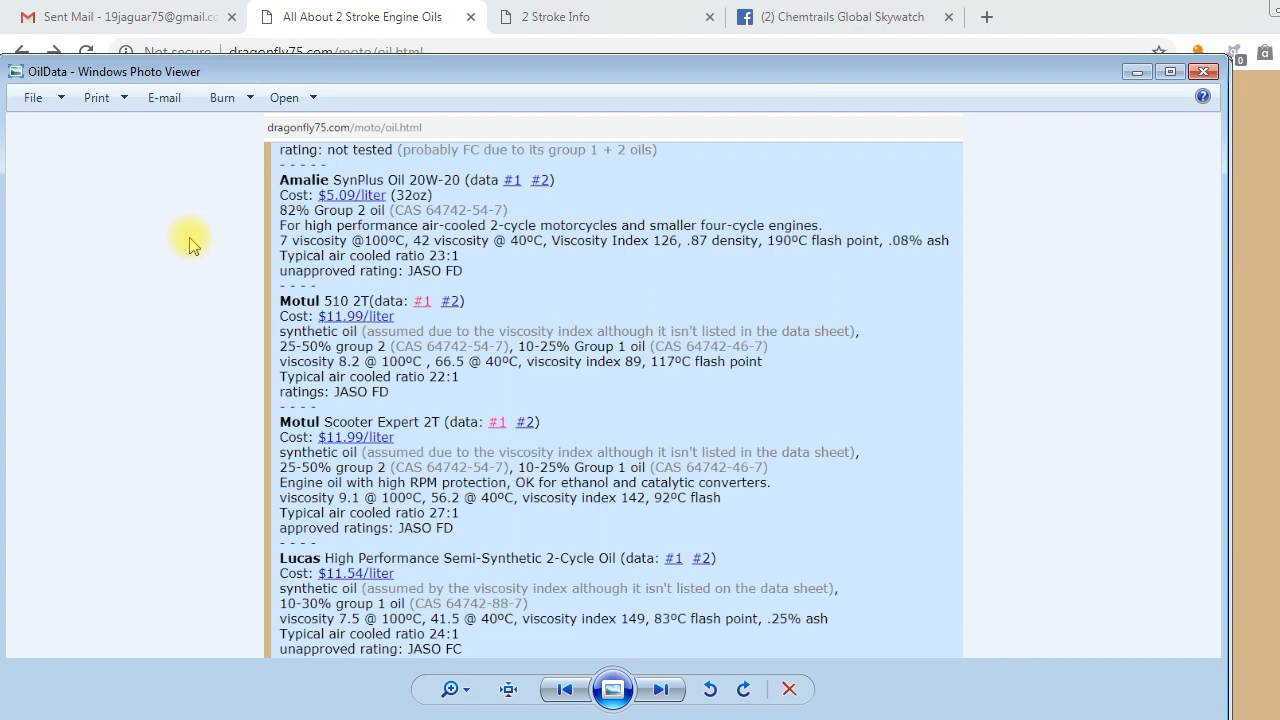 Sent Mail - 19jaguar75@gmail.cc
All About 2 Stroke Engine Oils
2 Stroke Info
(2) Chemtrails Global Skywatch
Not secure
dragonfly75.com/moto/oil.html
0
OilData - Windows Photo Viewer
File Print E-mail Burn Open
dragonfly75.com/moto/oil.html
rating: not tested (probably FC due to its group 1 + 2 oils)
- - - - -
Amalie SynPlus Oil 20W-20 (data #1 #2)
Cost: $5.09/liter (32oz)
82% Group 2 oil (CAS 64742-54-7)
For high performance air-cooled 2-cycle motorcycles and smaller four-cycle engines.
7 viscosity @100ºC, 42 viscosity @ 40ºC, Viscosity Index 126, .87 density, 190ºC flash point, .08% ash
Typical air cooled ratio 23:1
unapproved rating: JASO FD
- - - -
Motul 510 2T(data: #1 #2)
Cost: $11.99/liter
synthetic oil (assumed due to the viscosity index although it isn't listed in the data sheet),
25-50% group 2 (CAS 64742-54-7), 10-25% Group 1 oil (CAS 64742-46-7)
viscosity 8.2 @ 100ºC , 66.5 @ 40ºC, viscosity index 89, 117ºC flash point
Typical air cooled ratio 22:1
ratings: JASO FD
- - - -
Motul Scooter Expert 2T (data: #1 #2)
Cost: $11.99/liter
synthetic oil (assumed due to the viscosity index although it isn't listed in the data sheet),
25-50% group 2 (CAS 64742-54-7), 10-25% Group 1 oil (CAS 64742-46-7)
Engine oil with high RPM protection, OK for ethanol and catalytic converters.
viscosity 9.1 @ 100ºC, 56.2 @ 40ºC, viscosity index 142, 92ºC flash
Typical air cooled ratio 27:1
approved ratings: JASO FD
- - - -
Lucas High Performance Semi-Synthetic 2-Cycle Oil (data: #1 #2)
Cost: $11.54/liter
synthetic oil (assumed by the viscosity index although it isn't listed on the data sheet),
10-30% group 1 oil (CAS 64742-88-7)
viscosity 7.5 @ 100ºC, 41.5 @ 40ºC, viscosity index 149, 83ºC flash point, .25% ash
Typical air cooled ratio 24:1
unapproved rating: JASO FC